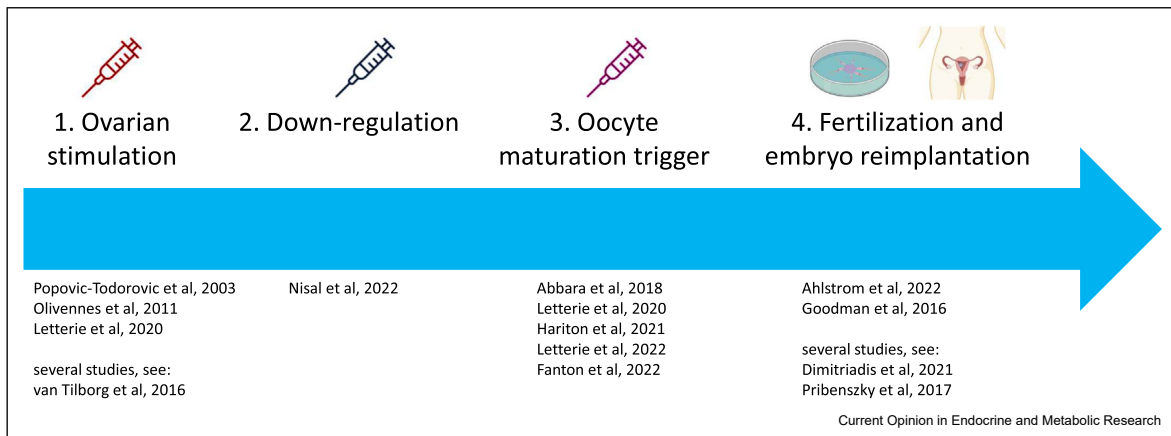 1. Ovarian
stimulation
2. Down-regulation
3. Oocyte
maturation trigger
4. Fertilization and
embryo reimplantation
Popovic-Todorovic et al, 2003
Olivennes et al, 2011
Letterie et al, 2020
several studies, see:
van Tilborg et al, 2016
Nisal et al, 2022
Abbara et al, 2018
Letterie et al, 2020
Hariton et al, 2021
Letterie et al, 2022
Fanton et al, 2022
Ahlstrom et al, 2022
Goodman et al, 2016
several studies, see:
Dimitriadis et al, 2021
Pribenszky et al, 2017
Current Opinion in Endocrine and Metabolic Research